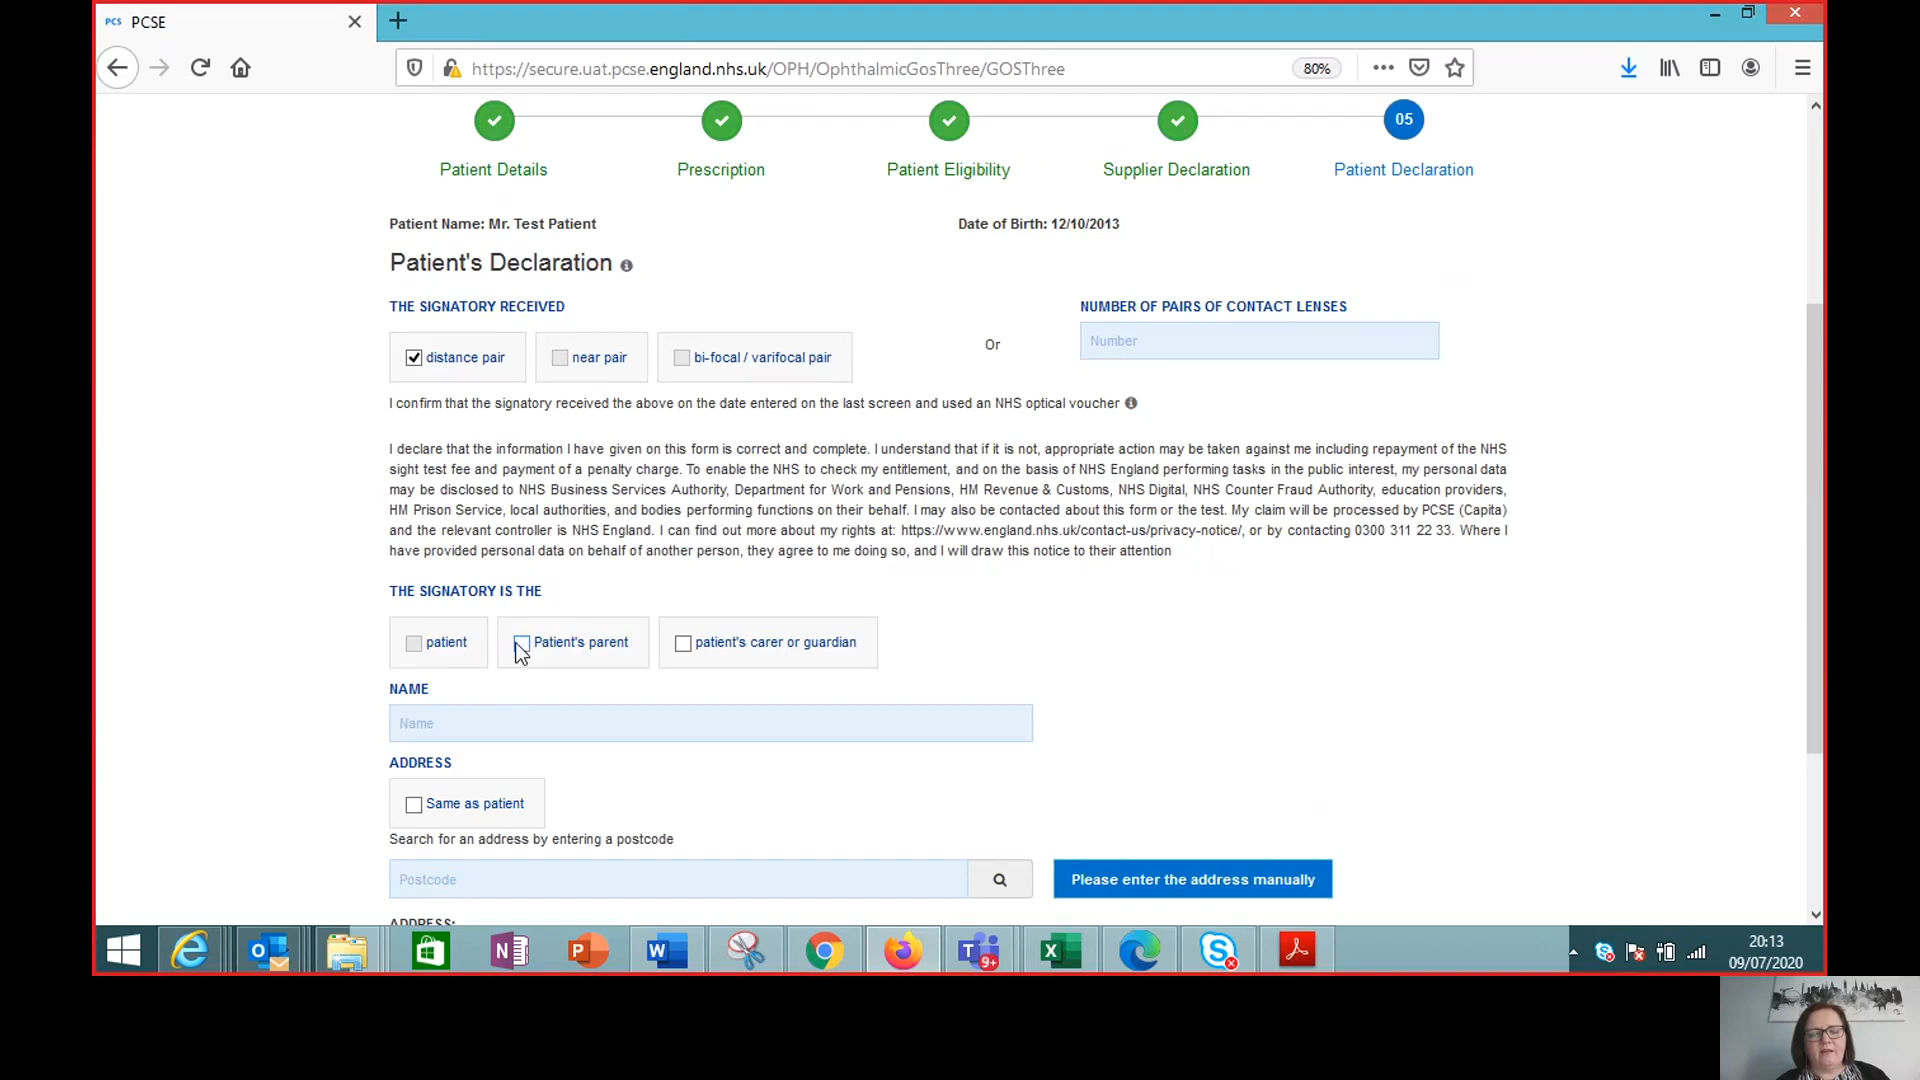 PCS PCSE
https://secure.uat.pcse.england.nhs.uk/OPH/OphthalmicGosThree/GOSThree
80%
05
Patient Details
Prescription
Patient Eligibility
Supplier Declaration
Patient Declaration
Patient Name: Mr. Test Patient
Date of Birth: 12/10/2013
Patient's Declaration
THE SIGNATORY RECEIVED
NUMBER OF PAIRS OF CONTACT LENSES
distance pair
near pair
bi-focal / varifocal pair
Or
Number
I confirm that the signatory received the above on the date entered on the last screen and used an NHS optical voucher
I declare that the information I have given on this form is correct and complete. I understand that if it is not, appropriate action may be taken against me including repayment of the NHS
sight test fee and payment of a penalty charge. To enable the NHS to check my entitlement, and on the basis of NHS England performing tasks in the public interest, my personal data
may be disclosed to NHS Business Services Authority, Department for Work and Pensions, HM Revenue & Customs, NHS Digital, NHS Counter Fraud Authority, education providers,
HM Prison Service, local authorities, and bodies performing functions on their behalf. I may also be contacted about this form or the test. My claim will be processed by PCSE (Capita)
and the relevant controller is NHS England. I can find out more about my rights at: https://www.england.nhs.uk/contact-us/privacy-notice/, or by contacting 0300 311 22 33. Where I
have provided personal data on behalf of another person, they agree to me doing so, and I will draw this notice to their attention
THE SIGNATORY IS THE
patient
Patient's parent
patient's carer or guardian
NAME
Name
ADDRESS
Same as patient
Search for an address by entering a postcode
Postcode
Please enter the address manually
ADDRESS:
9+
20:13
09/07/2020